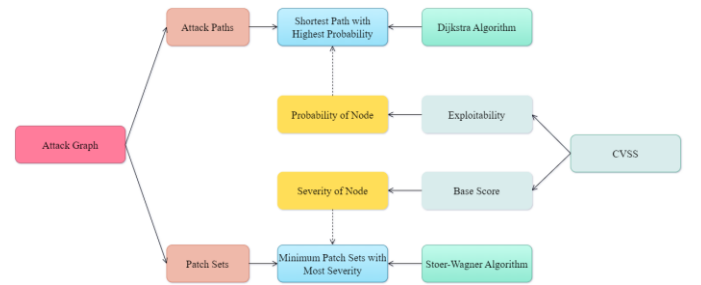 Attack Paths
Shortest Path with
Highest Probability
Dijkstra Algorithm
Probability of Node
Exploitability
Attack Graph
CVSS
Severity of Node
Base Score
Patch Sets
Minimum Patch Sets with
Most Severity
Stoer-Wagner Algorithm